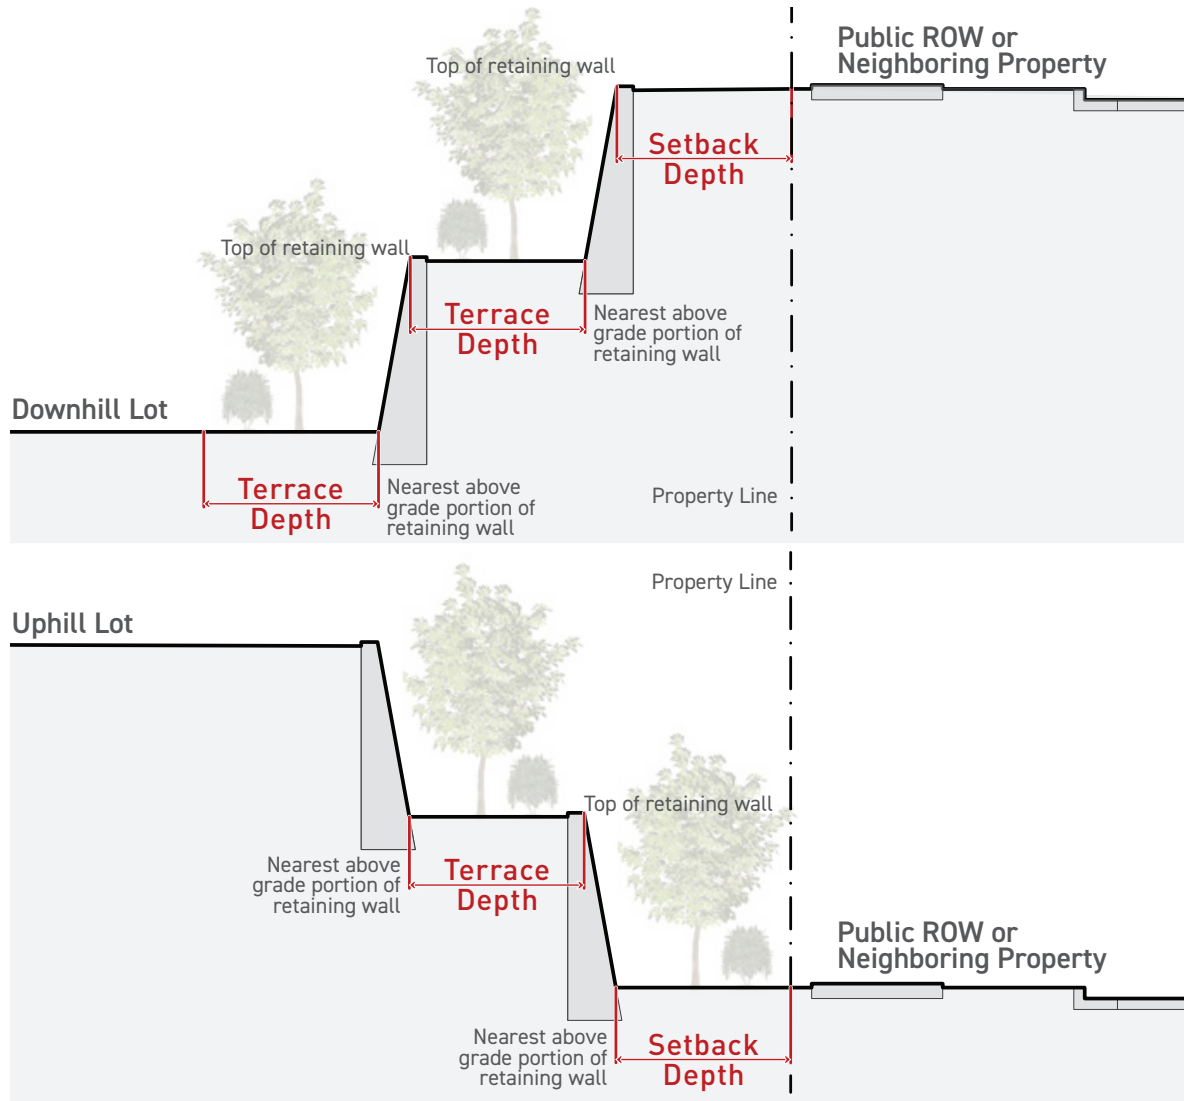 Public ROW or
Neighboring Property
Top of retaining wall
Setback
Depth
Top of retaining wall
Terrace
Depth
Nearest above
grade portion of
retaining wall
Downhill Lot
Terrace
Depth
Nearest above
grade portion of
retaining wall
Property Line
Property Line
Uphill Lot
Top of retaining wall
Nearest above
grade portion of
retaining wall
Terrace
Depth
Public ROW or
Neighboring Property
Nearest above
grade portion of
retaining wall
Setback
Depth